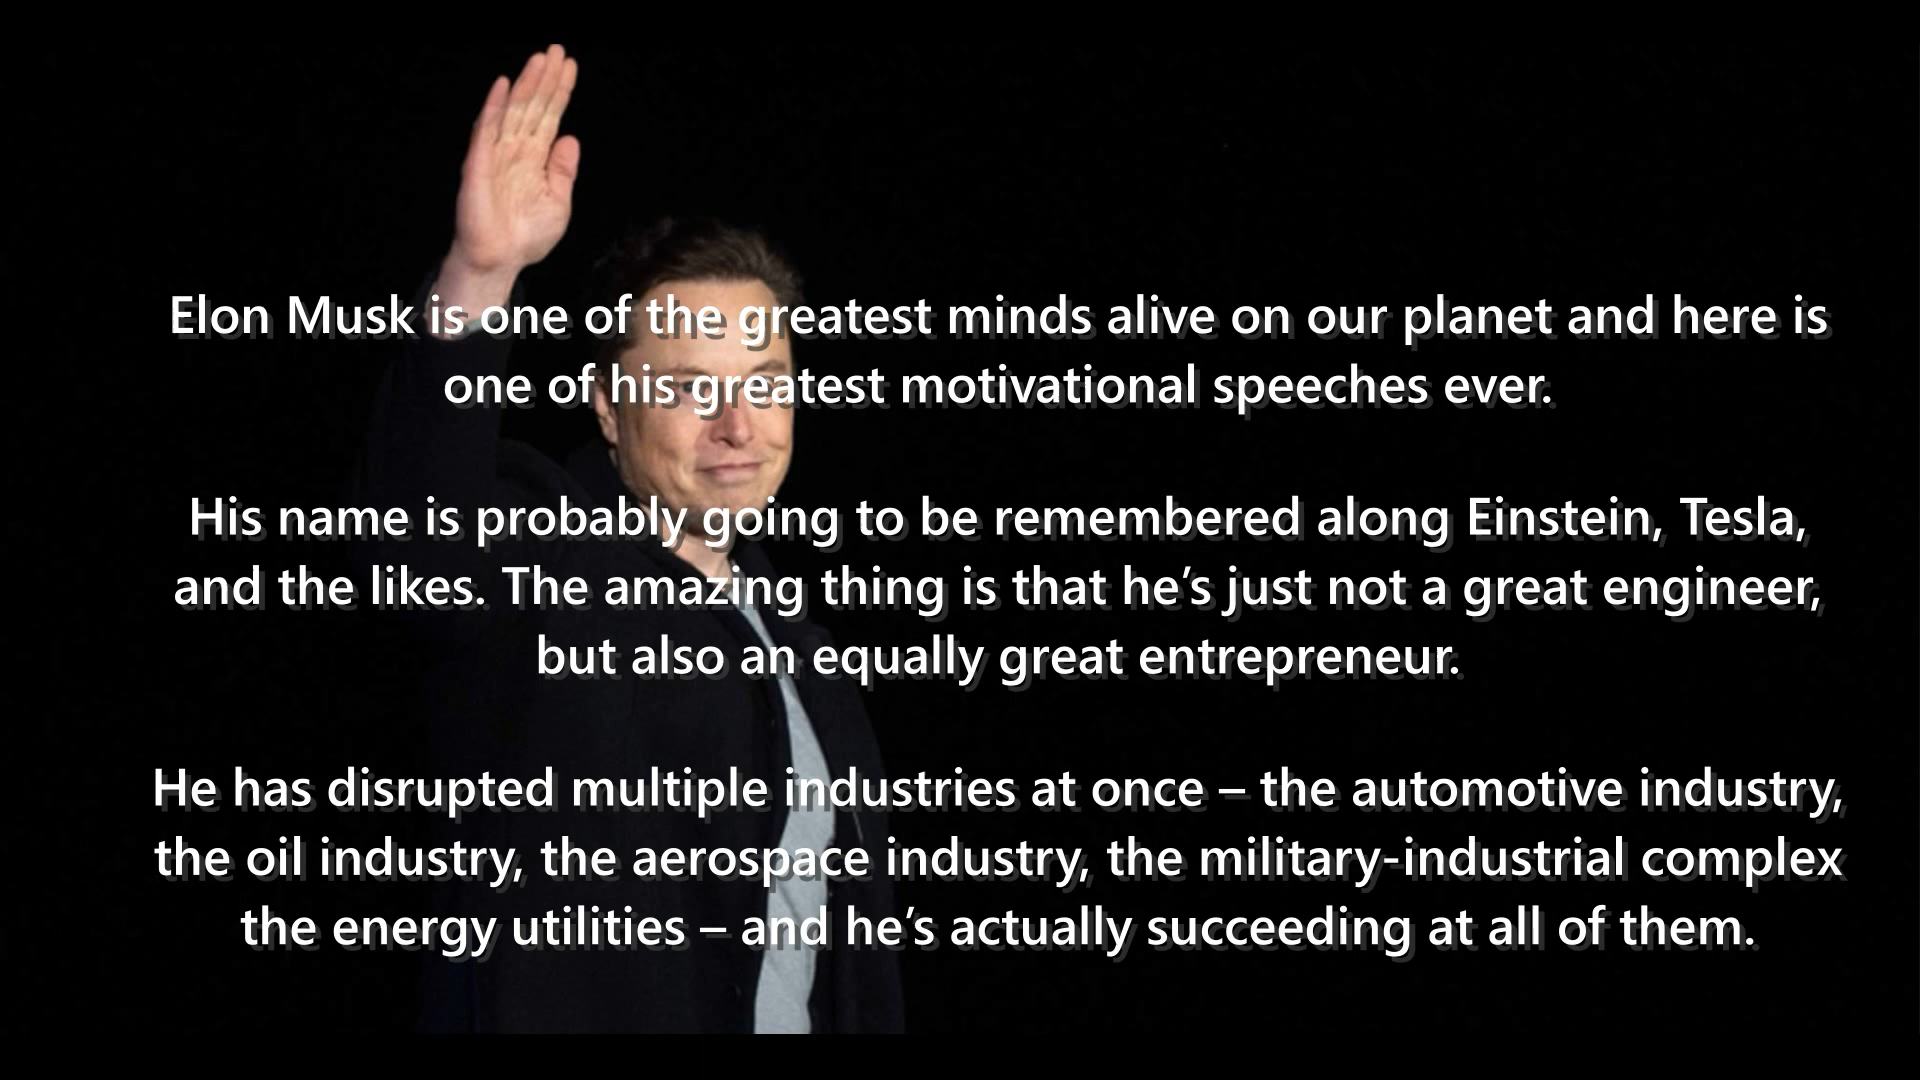 Elon Musk is one of the greatest minds alive on our planet and here is
one of his greatest motivational speeches ever.
His name is probably going to be remembered along Einstein, Tesla,
and the likes. The amazing thing is that he’s just not a great engineer,
but also an equally great entrepreneur.
He has disrupted multiple industries at once – the automotive industry,
the oil industry, the aerospace industry, the military-industrial complex
the energy utilities – and he’s actually succeeding at all of them.